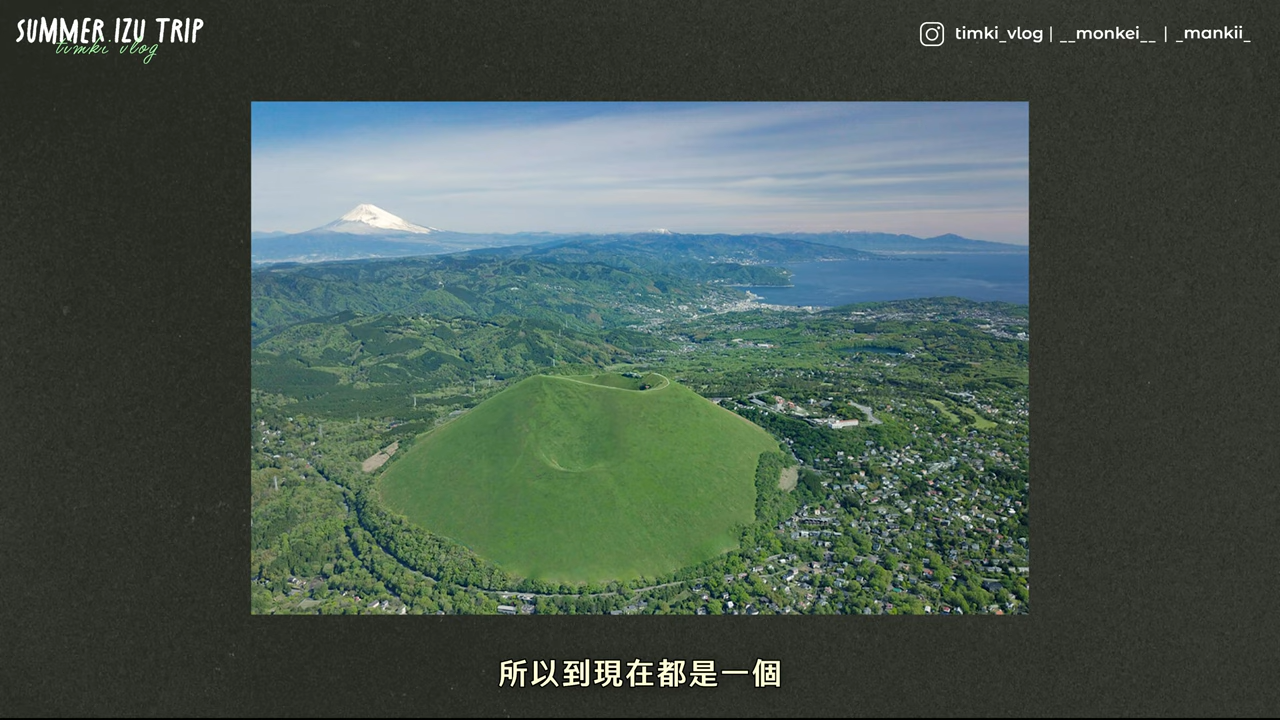 SUMMER IZU TRIP
timki vlog
timki_vlog | __monkei__ | _mankii_
所以到現在都是一個